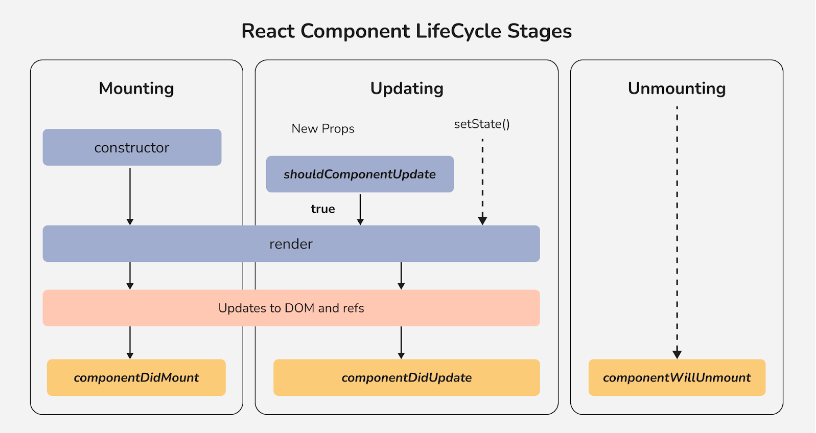 React Component LifeCycle Stages
Mounting
Updating
Unmounting
constructor
New Props
setState()
shouldComponentUpdate
true
render
Updates to DOM and refs
componentDidMount
componentDidUpdate
componentWillUnmount